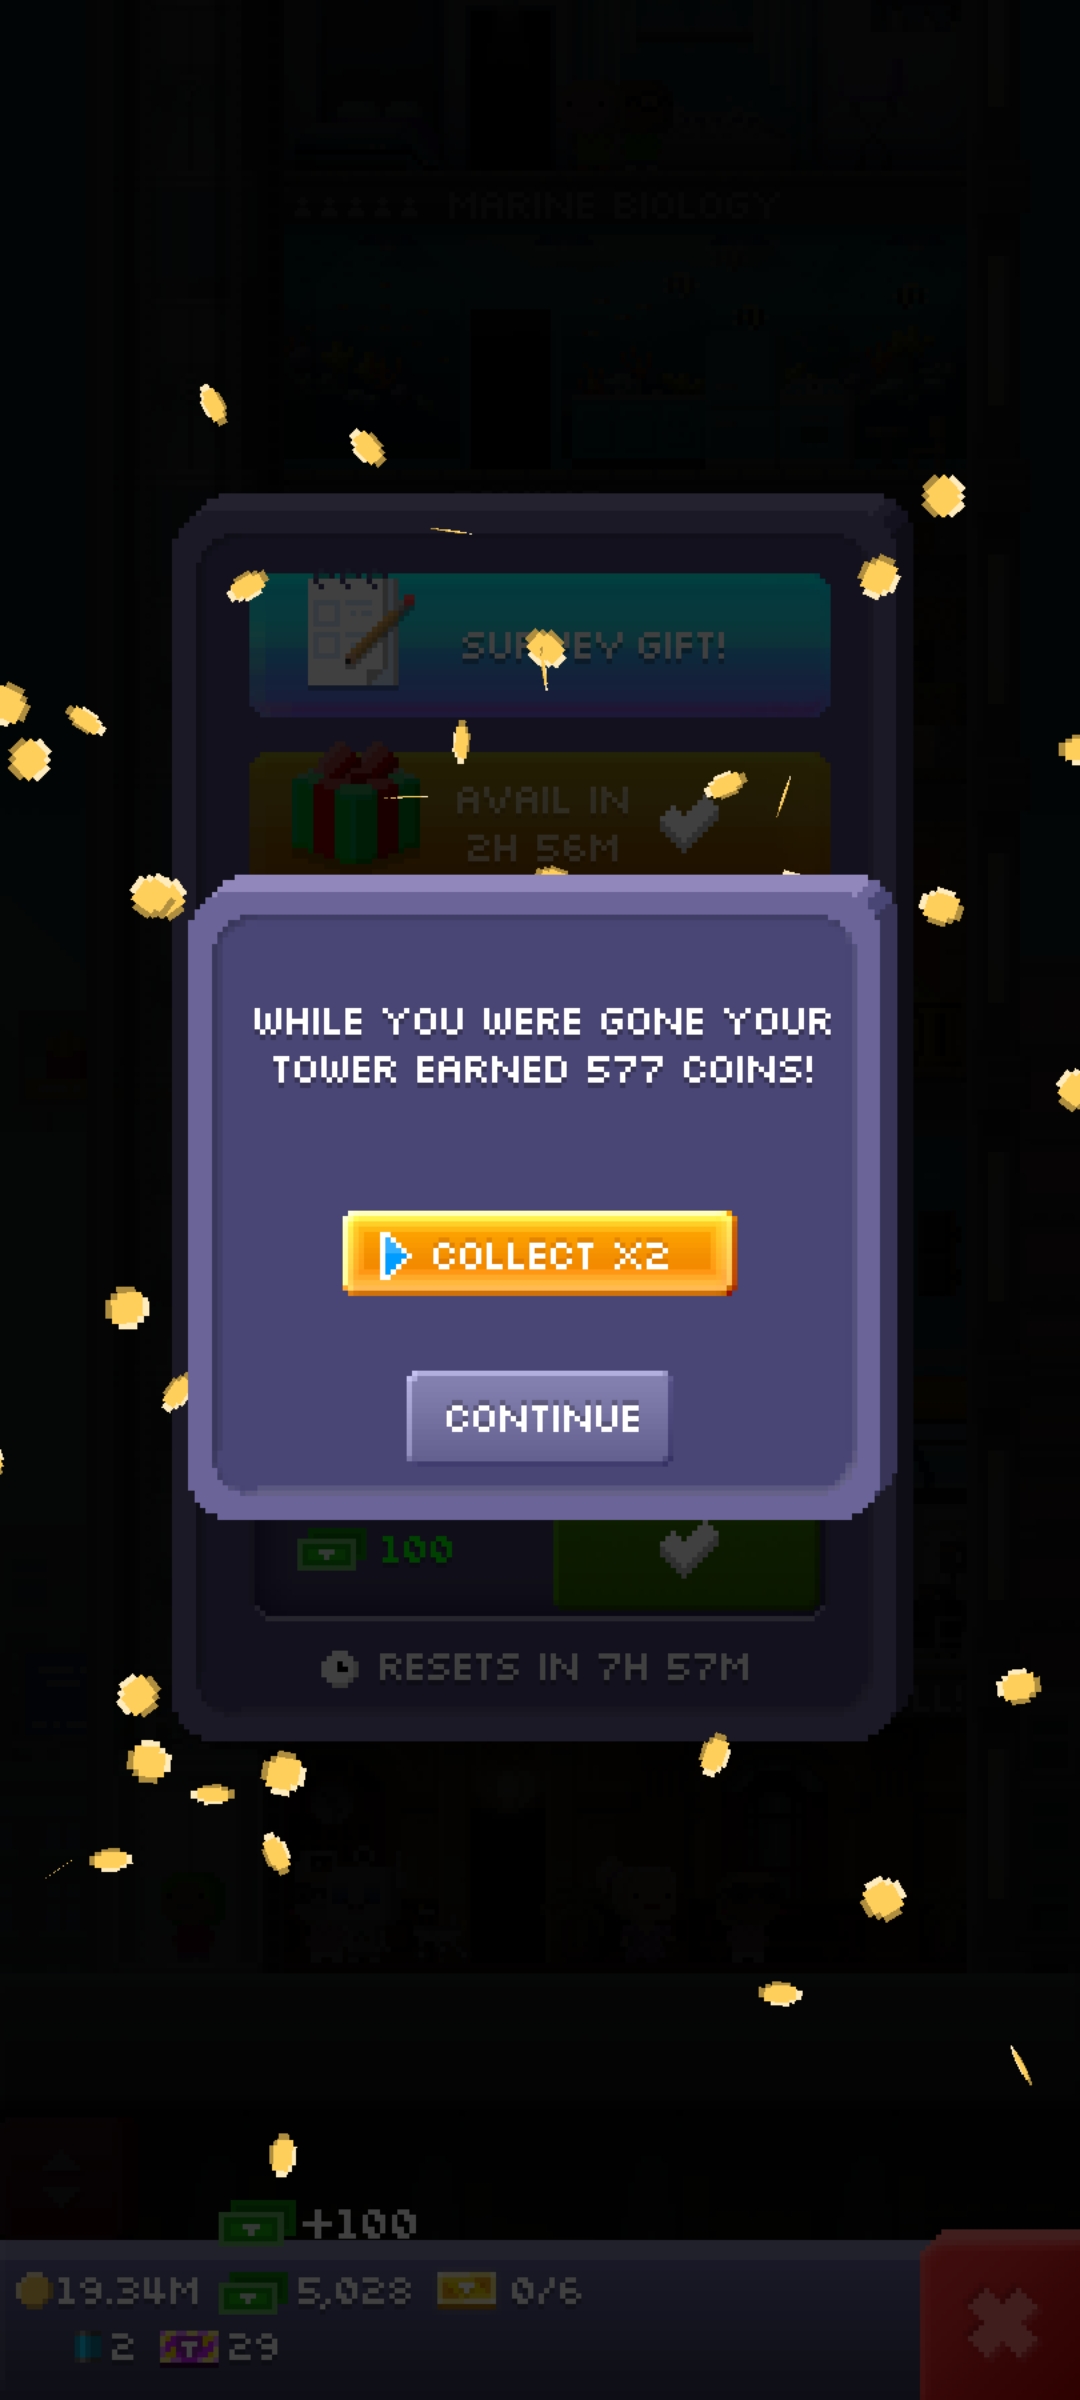 MARINE BIOLOGY
SURVEY GIFT!
AVAIL IN
2H 56M
WHILE YOU WERE GONE YOUR
TOWER EARNED 577 COINS!
COLLECT X2
CONTINUE
100
RESETS IN 7H 57M
+100
19.34M 5,028 0/6
2 29